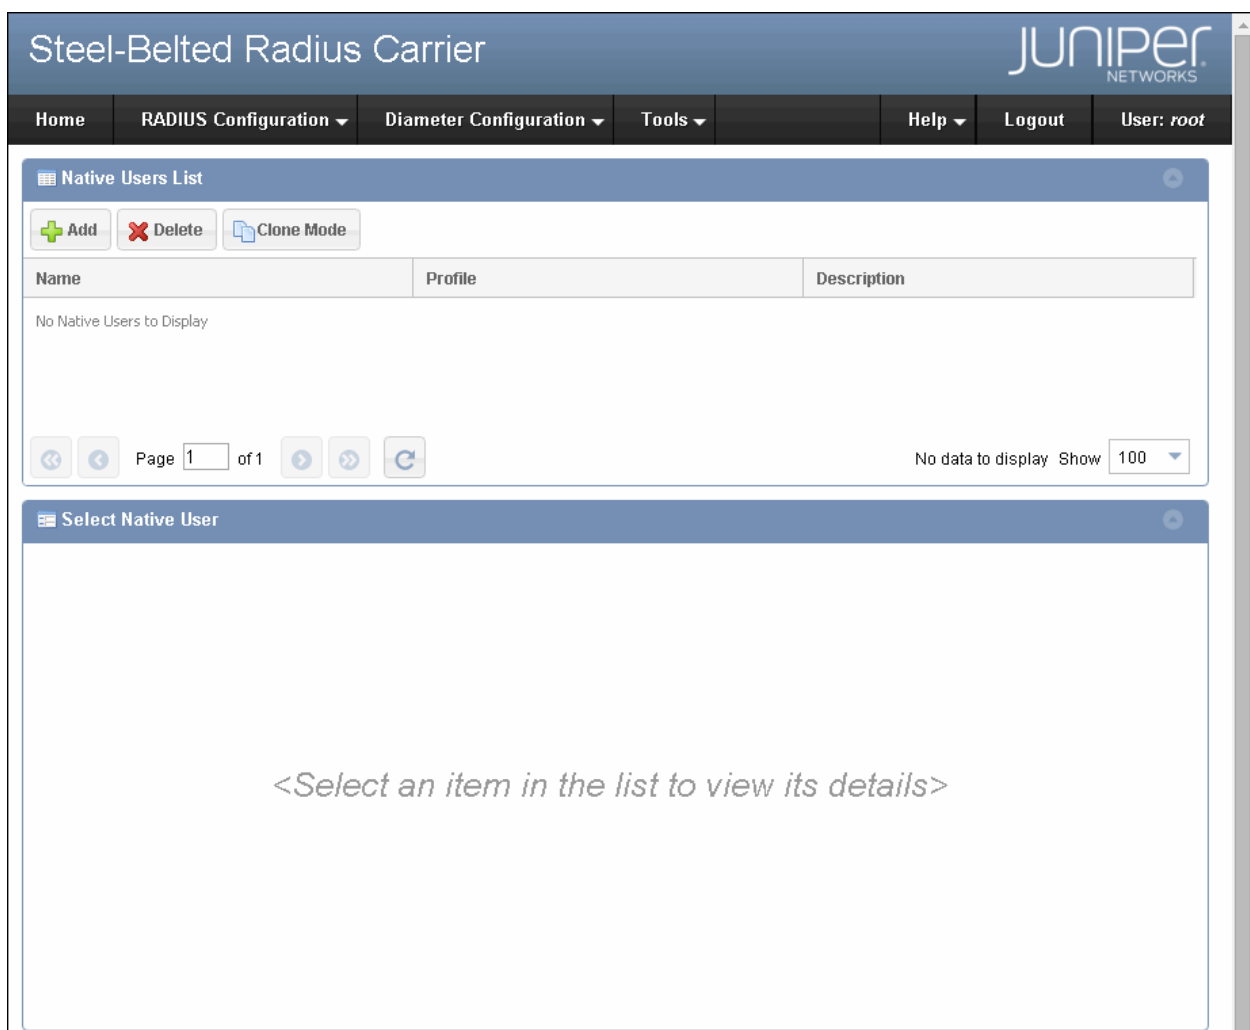 Steel-Belted Radius Carrier
JUNIPEr
NETWORKS
Home RADIUS Configuration Diameter Configuration Tools Help Logout User: root
Native Users List
Add Delete Clone Mode
Name Profile Description
No Native Users to Display
Page 1 of 1 No data to display Show 100
Select Native User
<Select an item in the list to view its details>